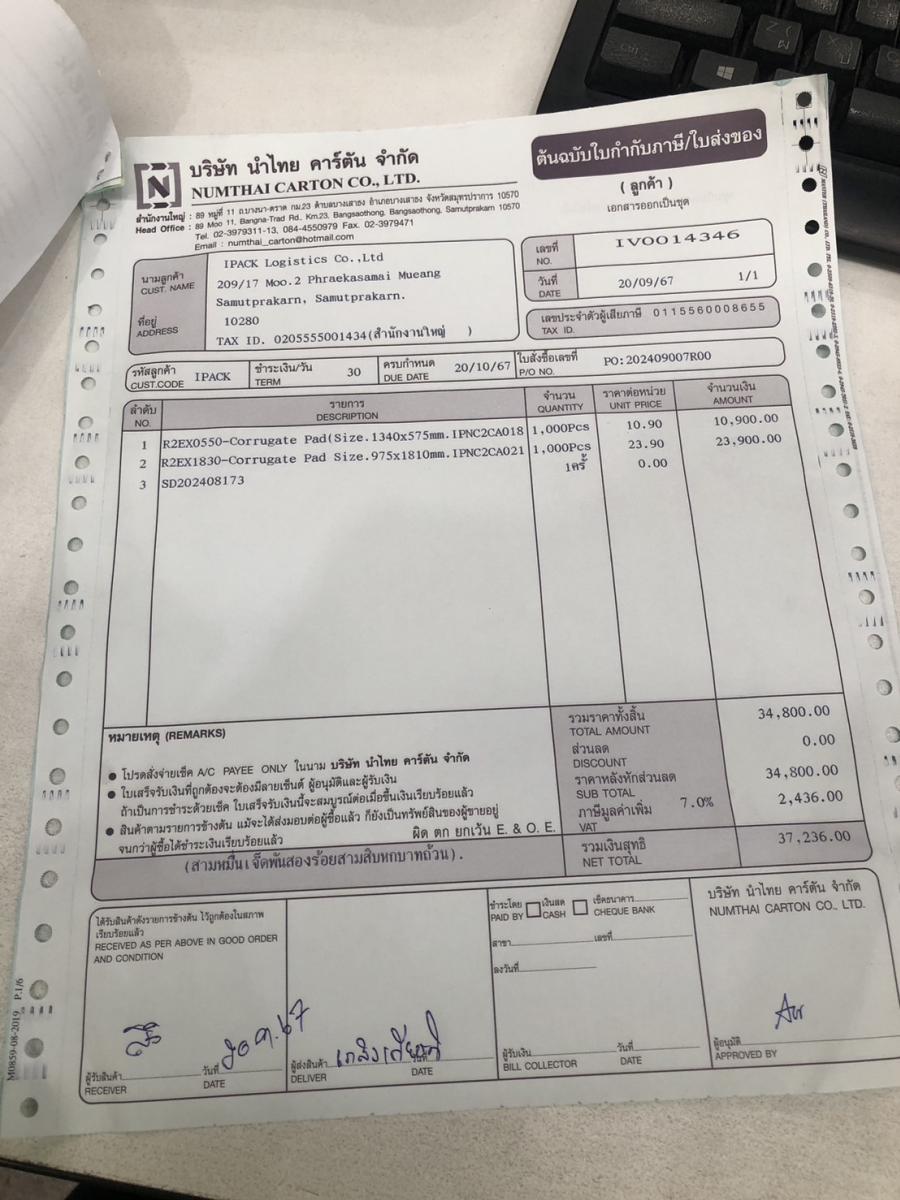 บริษัท นำไทย คาร์ตัน จำกัด
NUMTHAI CARTON CO., LTD.
สำนักงานใหญ่ : 89 หมู่ที่ 11 ถ.บางนา-ตราด กม.23 ตำบลบางเสาธง อำเภอบางเสาธง จังหวัดสมุทรปราการ 10570
Head Office : 89 Moo 11, Bangna-Trad Rd., Km.23, Bangsaothong, Bangsaothong, Samutprakarn 10570
Tel. 02-3979311-13, 084-4550979 Fax. 02-3979471
Email : numthai_carton@hotmail.com
ต้นฉบับใบกำกับภาษี/ใบส่งของ
( ลูกค้า )
เอกสารออกเป็นชุด
นามลูกค้า
CUST. NAME
IPACK Logistics Co.,Ltd
209/17 Moo.2 Phraekasamai Mueang
Samutprakarn, Samutprakarn.
ที่อยู่
ADDRESS
10280
TAX ID. 0205555001434(สำนักงานใหญ่ )
เลขที่
NO.
IV0014346
วันที่
DATE
20/09/67 1/1
เลขประจำตัวผู้เสียภาษี 0115560008655
TAX ID.
รหัสลูกค้า
CUST.CODE
IPACK
ชำระเงิน/วัน
TERM
30
ครบกำหนด
DUE DATE
20/10/67
ใบสั่งซื้อเลขที่
P/O NO.
PO:202409007R00
ลำดับ
NO.
รายการ
DESCRIPTION
จำนวน
QUANTITY
ราคาต่อหน่วย
UNIT PRICE
จำนวนเงิน
AMOUNT
1 R2EX0550-Corrugate Pad(Size.1340x575mm.IPNC2CA018 1,000Pcs 10.90 10,900.00
2 R2EX1830-Corrugate Pad Size.975x1810mm.IPNC2CA021 1,000Pcs 23.90 23,900.00
3 SD202408173 1ครั้ 0.00
หมายเหตุ (REMARKS)
● โปรดสั่งจ่ายเช็ค A/C PAYEE ONLY ในนาม บริษัท นำไทย คาร์ตัน จำกัด
● ใบเสร็จรับเงินที่ถูกต้องจะต้องมีลายเซ็นต์ ผู้อนุมัติและผู้รับเงิน
ถ้าเป็นการชำระด้วยเช็ค ใบเสร็จรับเงินนี้จะสมบูรณ์ต่อเมื่อขึ้นเงินเรียบร้อยแล้ว
● สินค้าตามรายการข้างต้น แม้จะได้ส่งมอบต่อผู้ซื้อแล้ว ก็ยังเป็นทรัพย์สินของผู้ขายอยู่
จนกว่าผู้ซื้อได้ชำระเงินเรียบร้อยแล้ว
ผิด ตก ยกเว้น E. & O. E.
รวมราคาทั้งสิ้น
TOTAL AMOUNT
34,800.00
ส่วนลด
DISCOUNT
0.00
ราคาหลังหักส่วนลด
SUB TOTAL
34,800.00
ภาษีมูลค่าเพิ่ม 7.0%
VAT
2,436.00
(สามหมื่นเจ็ดพันสองร้อยสามสิบหกบาทถ้วน).
รวมเงินสุทธิ
NET TOTAL
37,236.00
ได้รับสินค้าดังรายการข้างต้น ไว้ถูกต้องในสภาพ
เรียบร้อยแล้ว
RECEIVED AS PER ABOVE IN GOOD ORDER
AND CONDITION
ผู้รับสินค้า
RECEIVER
วันที่
DATE
20 ก.ย. 67
ผู้ส่งสินค้า
DELIVER
วันที่
DATE
ชำระโดย
PAID BY
เงินสด
CASH
เช็คธนาคาร
CHEQUE BANK
สาขา
เลขที่
ลงวันที่
ผู้รับเงิน
BILL COLLECTOR
วันที่
DATE
บริษัท นำไทย คาร์ตัน จำกัด
NUMTHAI CARTON CO., LTD.
ผู้อนุมัติ
APPROVED BY
M0859-08-2019 P.1/6